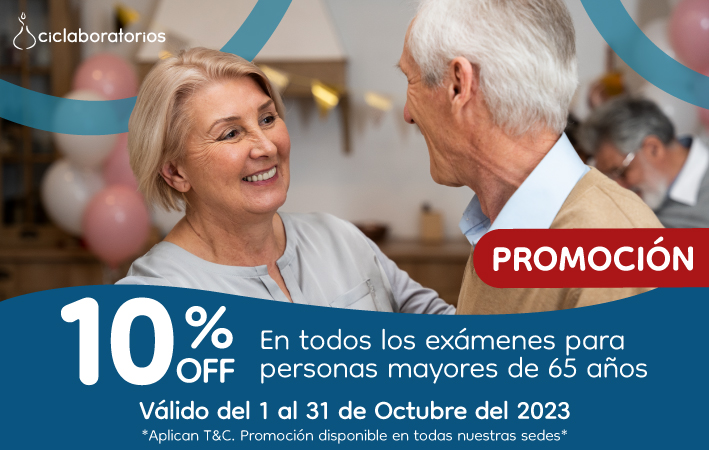 ciclaboratorios
PROMOCIÓN
10% OFF
En todos los exámenes para
personas mayores de 65 años
Válido del 1 al 31 de Octubre del 2023
*Aplican T&C. Promoción disponible en todas nuestras sedes*